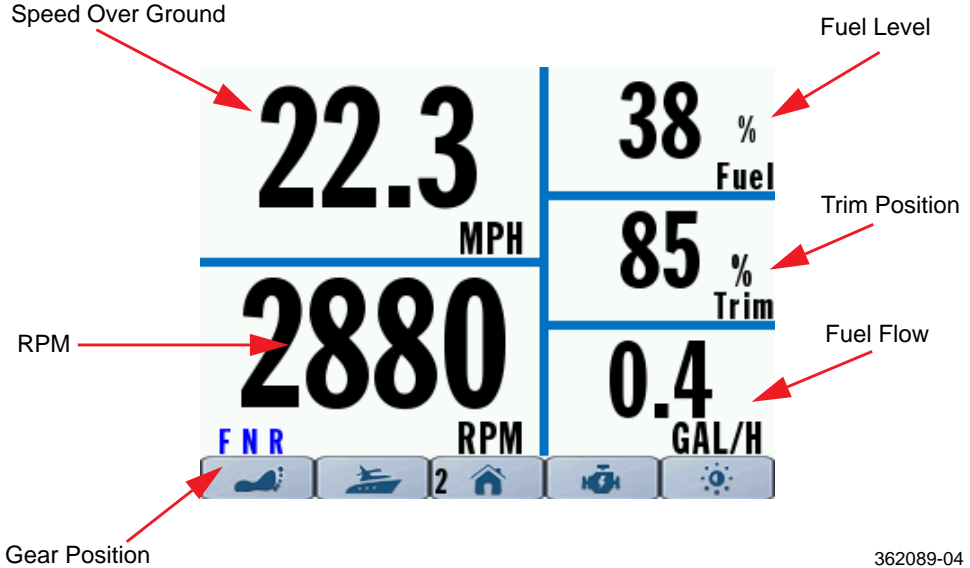 Speed Over Ground
Fuel Level
22.3
MPH
38 %
Fuel
Trim Position
85 %
Trim
RPM
2880
RPM
F N R
Fuel Flow
0.4
GAL/H
2
Gear Position
362089-04